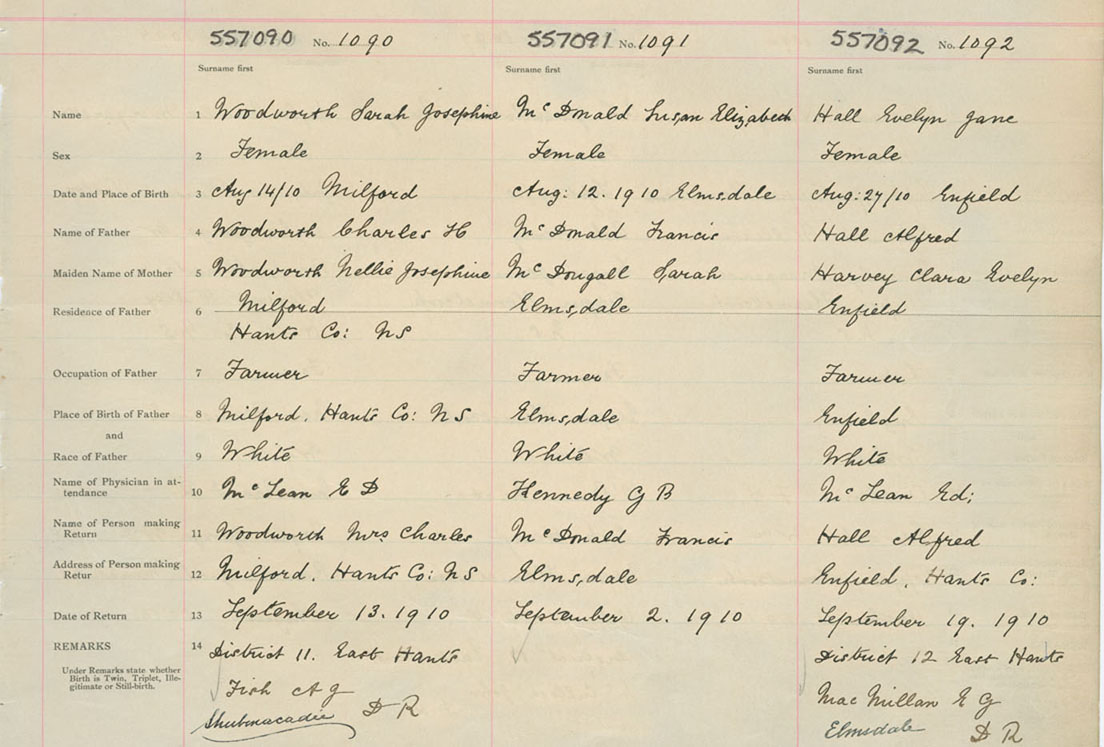 557090 No. 1090 557091 No. 1091 557092 No. 1092
Surname first Surname first Surname first
Name 1 Woodworth Sarah Josephine McDonald Susan Elizabeth Hall Evelyn Jane
Sex 2 Female Female Female
Date and Place of Birth 3 Aug 14/10 Milford Aug: 12. 1910 Elmsdale Aug: 27/10 Enfield
Name of Father 4 Woodworth Charles H McDonald Francis Hall Alfred
Maiden Name of Mother 5 Woodworth Nellie Josephine McDougall Sarah Harvey Clara Evelyn
Residence of Father 6 Milford Elmsdale Enfield
Hants Co: NS
Occupation of Father 7 Farmer Farmer Farmer
Place of Birth of Father 8 Milford, Hants Co: NS Elmsdale Enfield
and
Race of Father 9 White White White
Name of Physician in at-
tendance 10 McLean E D Kennedy G B McLean Ed;
Name of Person making
Return 11 Woodworth Mrs Charles McDonald Francis Hall Alfred
Address of Person making
Retur 12 Milford, Hants Co: NS Elmsdale Enfield, Hants Co:
Date of Return 13 September 13. 1910 September 2. 1910 September 19. 1910
REMARKS 14 District 11. East Hants District 12 East Hants
Under Remarks state whether
Birth is Twin, Triplet, Ille-
gitimate or Still-birth.
Fish A G MacMillan E G
Shubenacadie D R Elmsdale D R